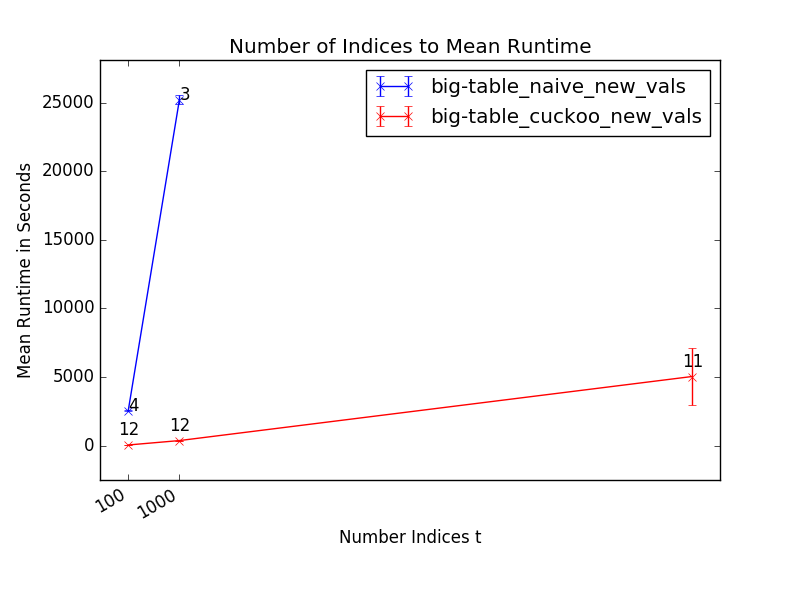 Number of Indices to Mean Runtime
big-table_naive_new_vals
big-table_cuckoo_new_vals
Mean Runtime in Seconds
25000
20000
15000
10000
5000
0
3
4
12
12
11
100
1000
Number Indices t